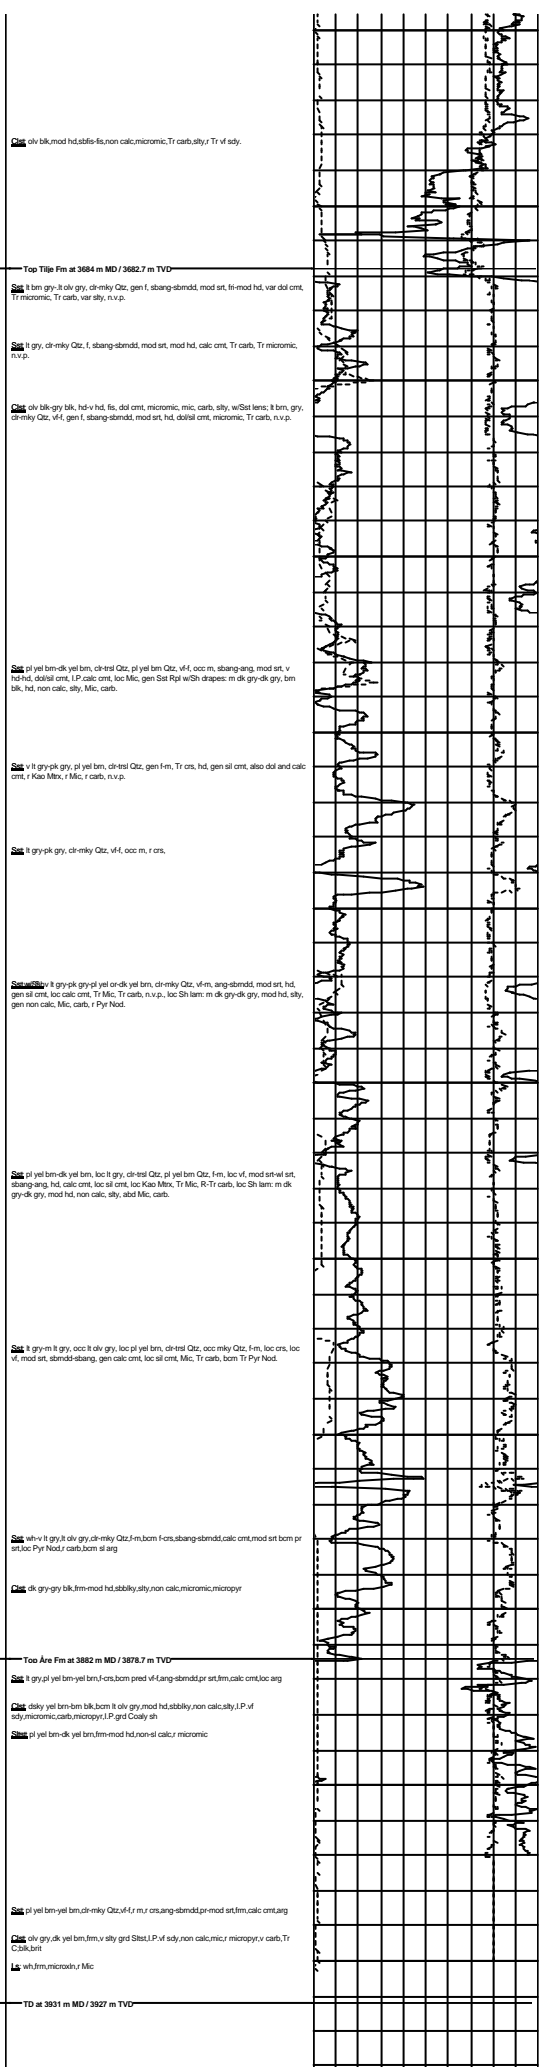 Clst: olv blk,mod hd,sbfis-fis,non calc,micromic,Tr carb,slty,r Tr vf sdy.
Top Tilje Fm at 3684 m MD / 3682.7 m TVD
Sst: lt brn gry-.lt olv gry, clr-mky Qtz, gen f, sbang-sbrndd, mod srt, fri-mod hd, var dol cmt,
Tr micromic, Tr carb, var slty, n.v.p.
Sst: lt gry, clr-mky Qtz, f, sbang-sbrndd, mod srt, mod hd, calc cmt, Tr carb, Tr micromic,
n.v.p.
Clst: olv blk-gry blk, hd-v hd, fis, dol cmt, micromic, mic, carb, slty, w/Sst lens; lt brn, gry,
clr-mky Qtz, vf-f, gen f, sbang-sbrndd, mod srt, hd, dol/sil cmt, micromic, Tr carb, n.v.p.
Sst: pl yel brn-dk yel brn, clr-trsl Qtz, pl yel brn Qtz, vf-f, occ m, sbang-ang, mod srt, v
hd-hd, dol/sil cmt, I.P.calc cmt, loc Mic, gen Sst Rpl w/Sh drapes: m dk gry-dk gry, brn
blk, hd, non calc, slty, Mic, carb.
Sst: v lt gry-pk gry, pl yel brn, clr-trsl Qtz, gen f-m, Tr crs, hd, gen sil cmt, also dol and calc
cmt, r Kao Mtrx, r Mic, r carb, n.v.p.
Sst: lt gry-pk gry, clr-mky Qtz, vf-f, occ m, r crs,
v lt gry-pk gry-pl yel or-dk yel brn, clr-mky Qtz, vf-m, ang-sbrndd, mod srt, hd,
gen sil cmt, loc calc cmt, Tr Mic, Tr carb, n.v.p., loc Sh lam: m dk gry-dk gry, mod hd, slty,
gen non calc, Mic, carb, r Pyr Nod.
Sst: pl yel brn-dk yel brn, loc lt gry, clr-trsl Qtz, pl yel brn Qtz, f-m, loc vf, mod srt-wl srt,
sbang-ang, hd, calc cmt, loc sil cmt, loc Kao Mtrx, Tr Mic, R-Tr carb, loc Sh lam: m dk
gry-dk gry, mod hd, non calc, slty, abd Mic, carb.
Sst: lt gry-m lt gry, occ lt olv gry, loc pl yel brn, clr-trsl Qtz, occ mky Qtz, f-m, loc crs, loc
vf, mod srt, sbrndd-sbang, gen calc cmt, loc sil cmt, Mic, Tr carb, bcm Tr Pyr Nod.
Sst: wh-v lt gry,lt olv gry,clr-mky Qtz,f-m,bcm f-crs,sbang-sbrndd,calc cmt,mod srt bcm pr
srt,loc Pyr Nod,r carb,bcm sl arg
Clst: dk gry-gry blk,frm-mod hd,sbblky,slty,non calc,micromic,micropyr
Top Åre Fm at 3882 m MD / 3878.7 m TVD
Sst: lt gry,pl yel brn-yel brn,f-crs,bcm pred vf-f,ang-sbrndd,pr srt,frm,calc cmt,loc arg
Clst: dsky yel brn-brn blk,bcm lt olv gry,mod hd,sbblky,non calc,slty,I.P.vf
sdy,micromic,carb,micropyr,I.P.grd Coaly sh
Sltst: pl yel brn-dk yel brn,frm-mod hd,non-sl calc,r micromic
Sst: pl yel brn-yel brn,clr-mky Qtz,vf-f,r m,r crs,ang-sbrndd,pr-mod srt,frm,calc cmt,arg
Clst: olv gry,dk yel brn,frm,v slty grd Sltst,I.P.vf sdy,non calc,mic,r micropyr,v carb,Tr
C;blk,brit
Ls: wh,frm,microxln,r Mic
TD at 3931 m MD / 3927 m TVD